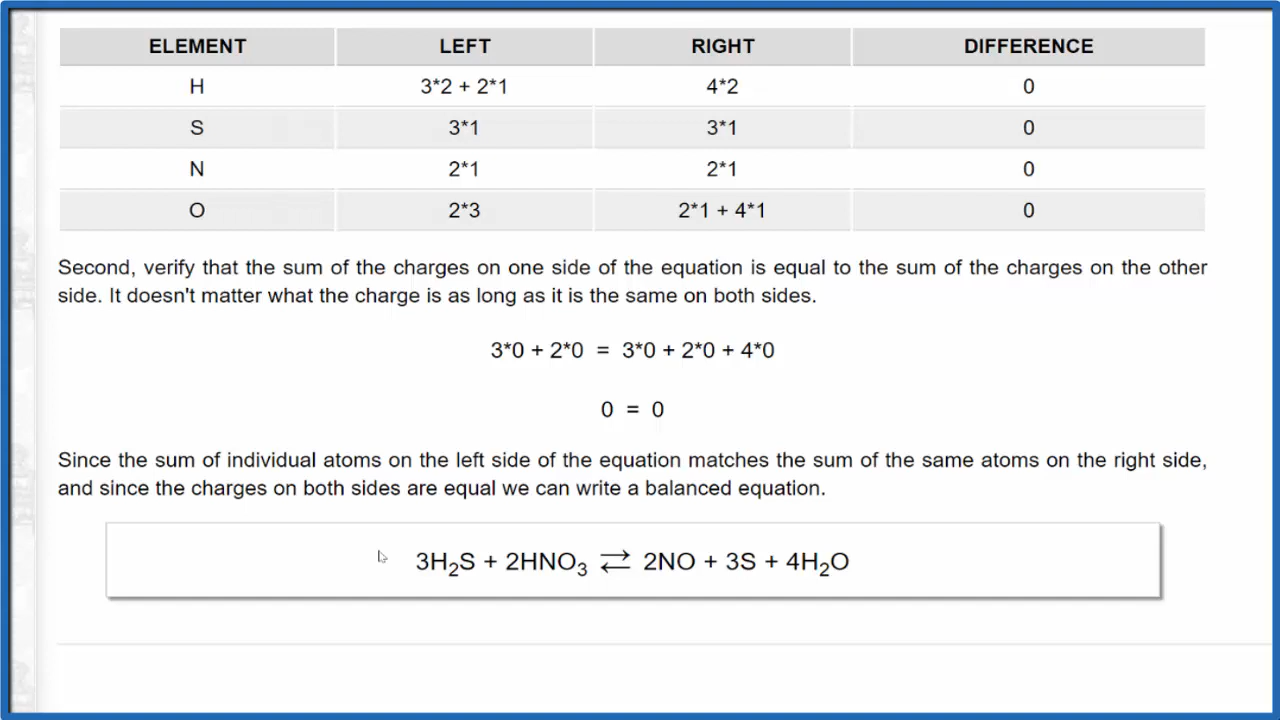 ELEMENT LEFT RIGHT DIFFERENCE
H 3*2 + 2*1 4*2 0
S 3*1 3*1 0
N 2*1 2*1 0
O 2*3 2*1 + 4*1 0
Second, verify that the sum of the charges on one side of the equation is equal to the sum of the charges on the other
side. It doesn't matter what the charge is as long as it is the same on both sides.
3*0 + 2*0 = 3*0 + 2*0 + 4*0
0 = 0
Since the sum of individual atoms on the left side of the equation matches the sum of the same atoms on the right side,
and since the charges on both sides are equal we can write a balanced equation.
3H₂S + 2HNO₃ ⇄ 2NO + 3S + 4H₂O